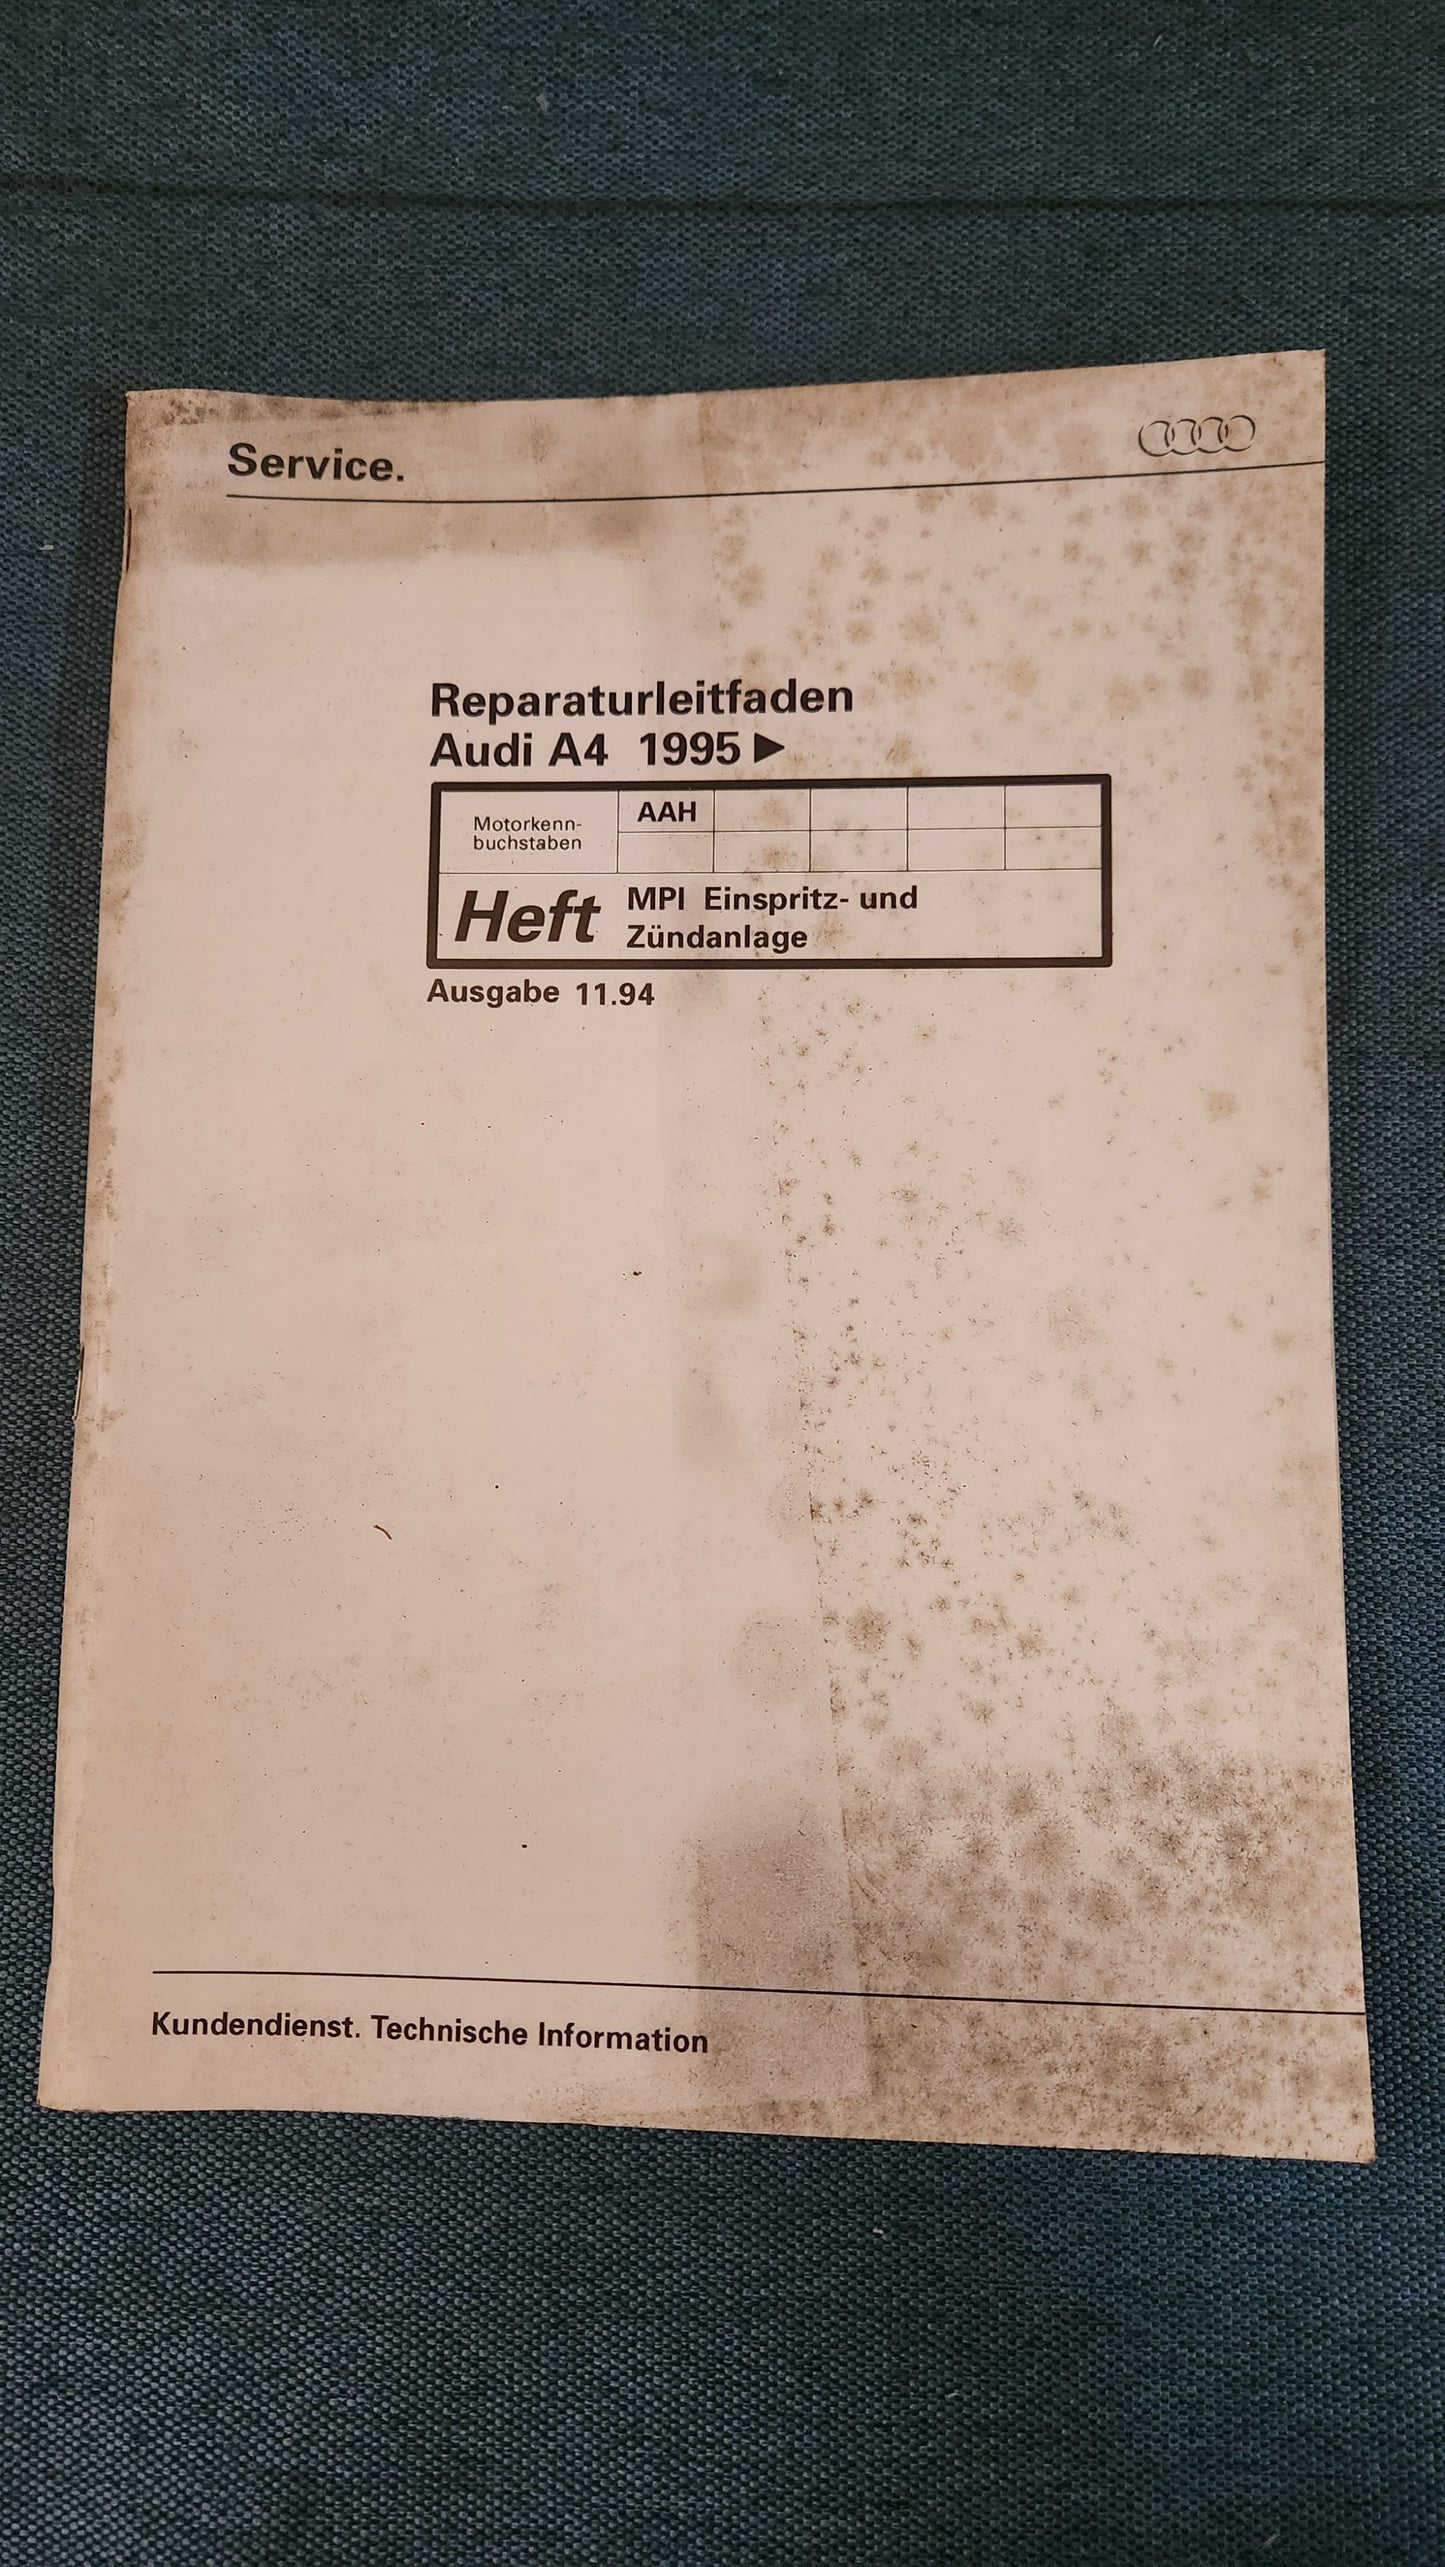 Service.
Reparaturleitfaden
Audi A4 1995 ▶
Motorkenn-
buchstaben
AAH
Heft
MPI Einspritz- und
Zündanlage
Ausgabe 11.94
Kundendienst. Technische Information